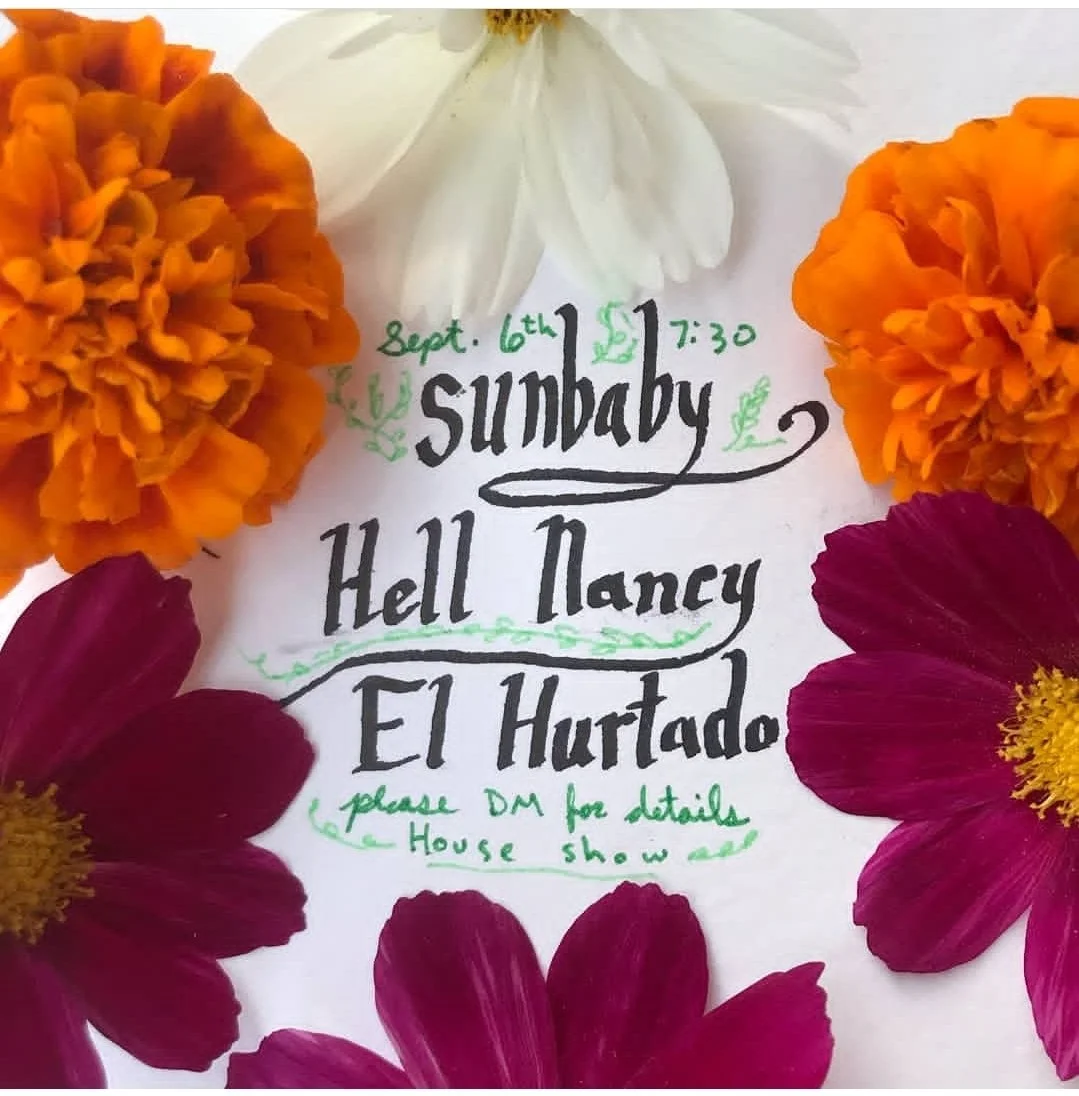 Sept. 6th 7:30
sunbaby
Hell Nancy
El Hurtado
please DM for details
House show